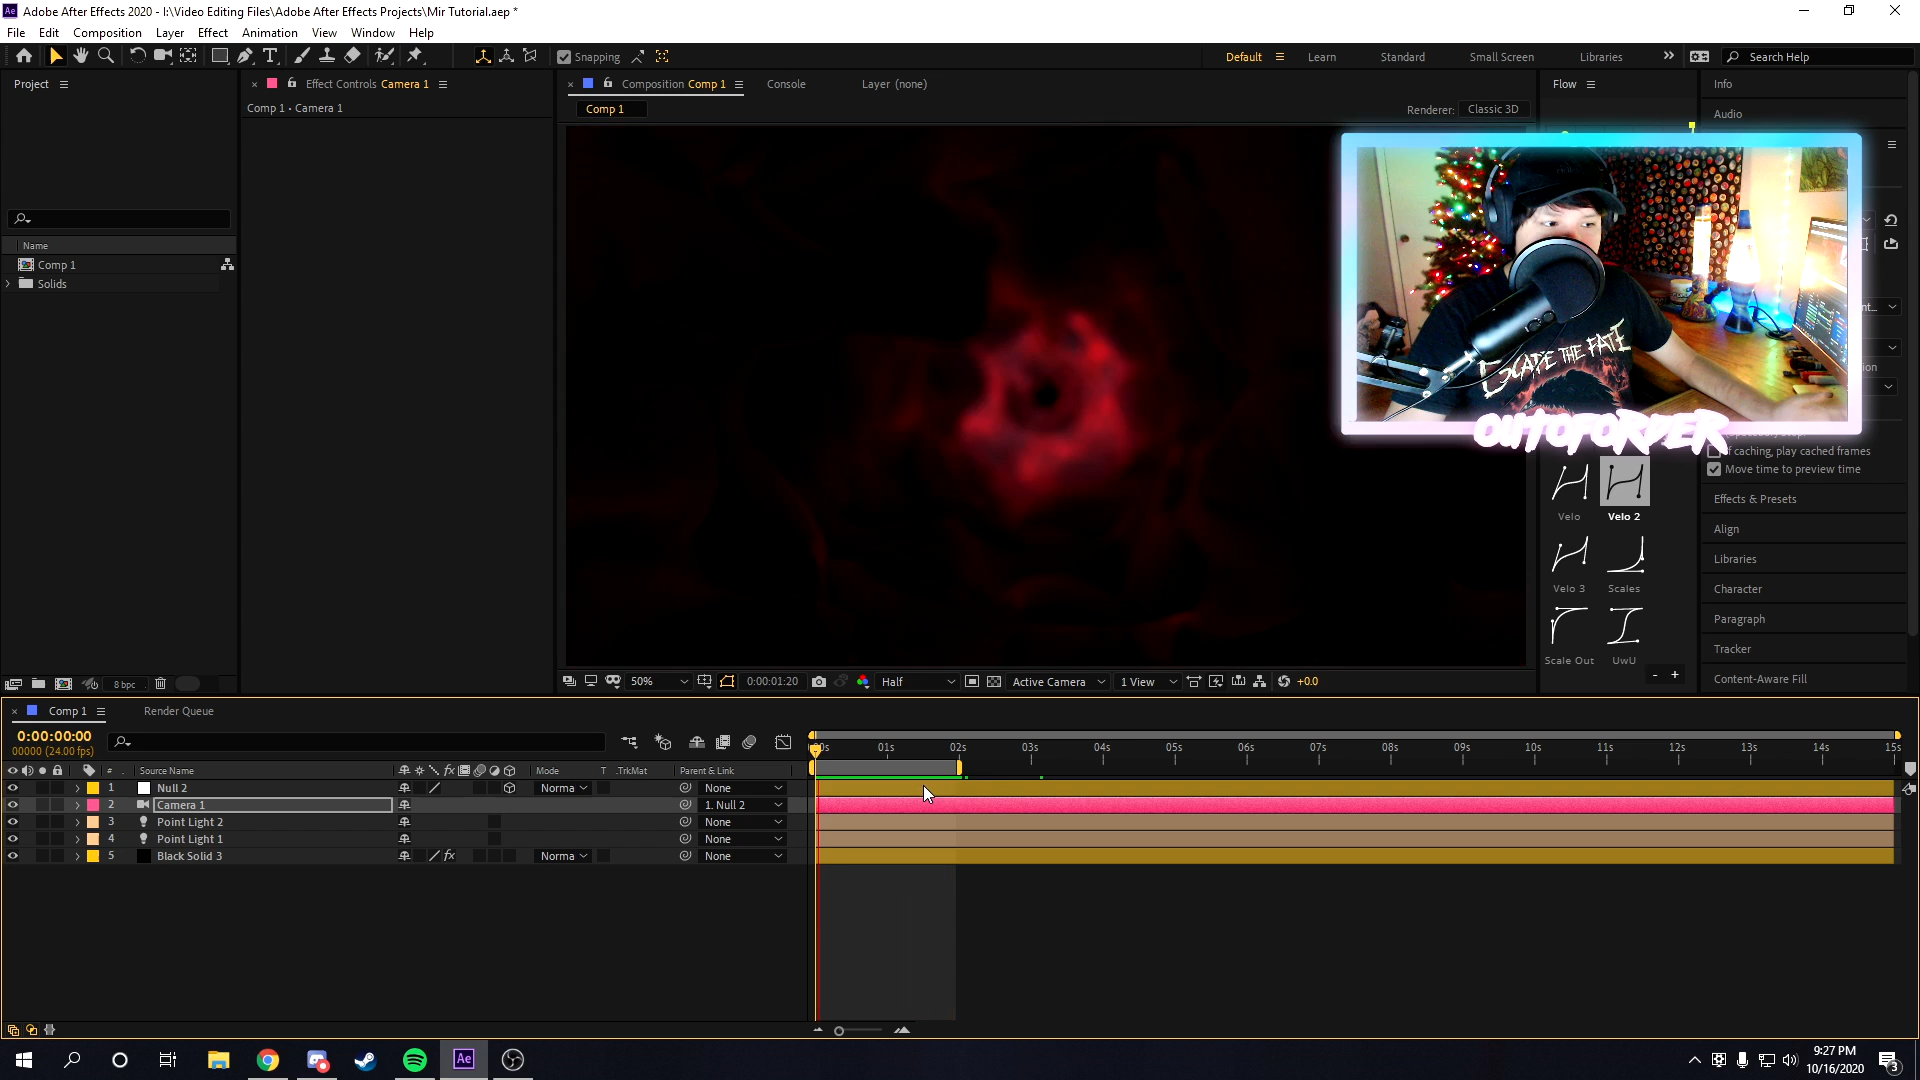 Adobe After Effects 2020 - I:\Video Editing Files\Adobe After Effects Projects\Mir Tutorial.aep *
File Edit Composition Layer Effect Animation View Window Help
Snapping
Default Learn Standard Small Screen Libraries Search Help
Project
Effect Controls Camera 1
Composition Comp 1
Console
Layer (none)
Flow
Info
Comp 1 • Camera 1
Comp 1
Renderer: Classic 3D
Audio
Name
Comp 1
Solids
ESCAPE THE FATE
OUTOFORDER
If caching, play cached frames
Move time to preview time
Velo
Velo 2
Velo 3
Scales
Scale Out
UwU
Effects & Presets
Align
Libraries
Character
Paragraph
Tracker
Content-Aware Fill
8 bpc
50%
0:00:01:20
Half
Active Camera
1 View
+0.0
Comp 1
Render Queue
0:00:00:00
00000 (24.00 fps)
01s 02s 03s 04s 05s 06s 07s 08s 09s 10s 11s 12s 13s 14s 15s
# Source Name Mode T .TrkMat Parent & Link
1 Null 2 Norma None
2 Camera 1 1. Null 2
3 Point Light 2 None
4 Point Light 1 None
5 Black Solid 3 Norma None
9:27 PM
10/16/2020
3